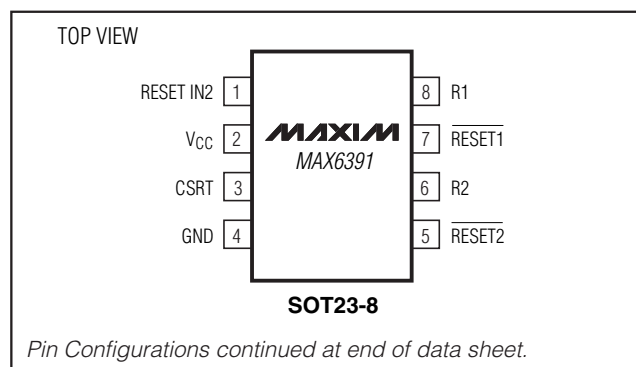 TOP VIEW
RESET IN2 1
VCC 2
CSRT 3
GND 4
MAXIM
MAX6391
8 R1
7 RESET1
6 R2
5 RESET2
SOT23-8
Pin Configurations continued at end of data sheet.